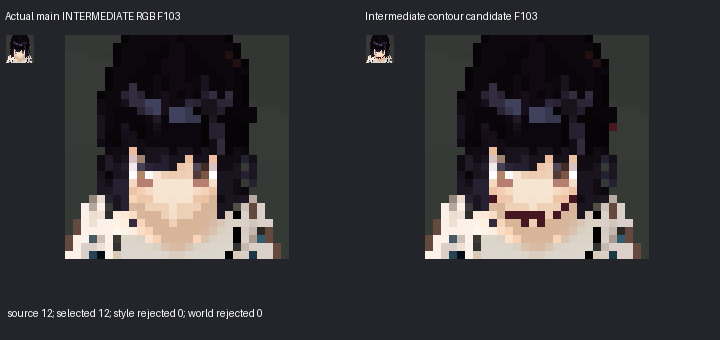 Actual main INTERMEDIATE RGB F103
Intermediate contour candidate F103
source 12; selected 12; style rejected 0; world rejected 0